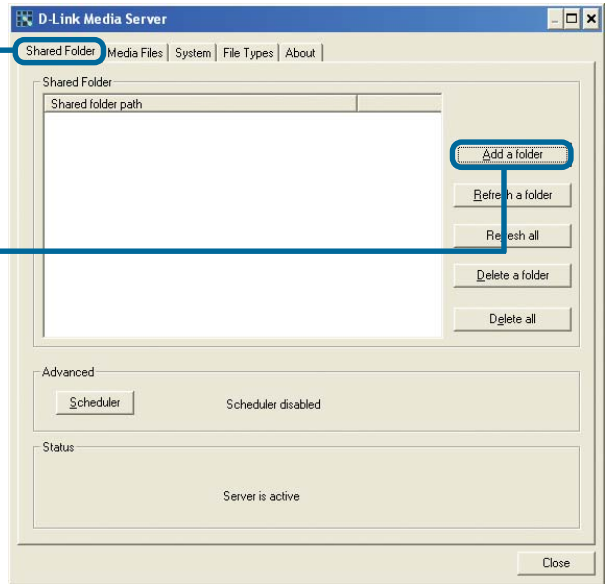 D-Link Media Server
Shared Folder Media Files System File Types About
Shared Folder
Shared folder path
Add a folder
Refresh a folder
Refresh all
Delete a folder
Delete all
Advanced
Scheduler Scheduler disabled
Status
Server is active
Close